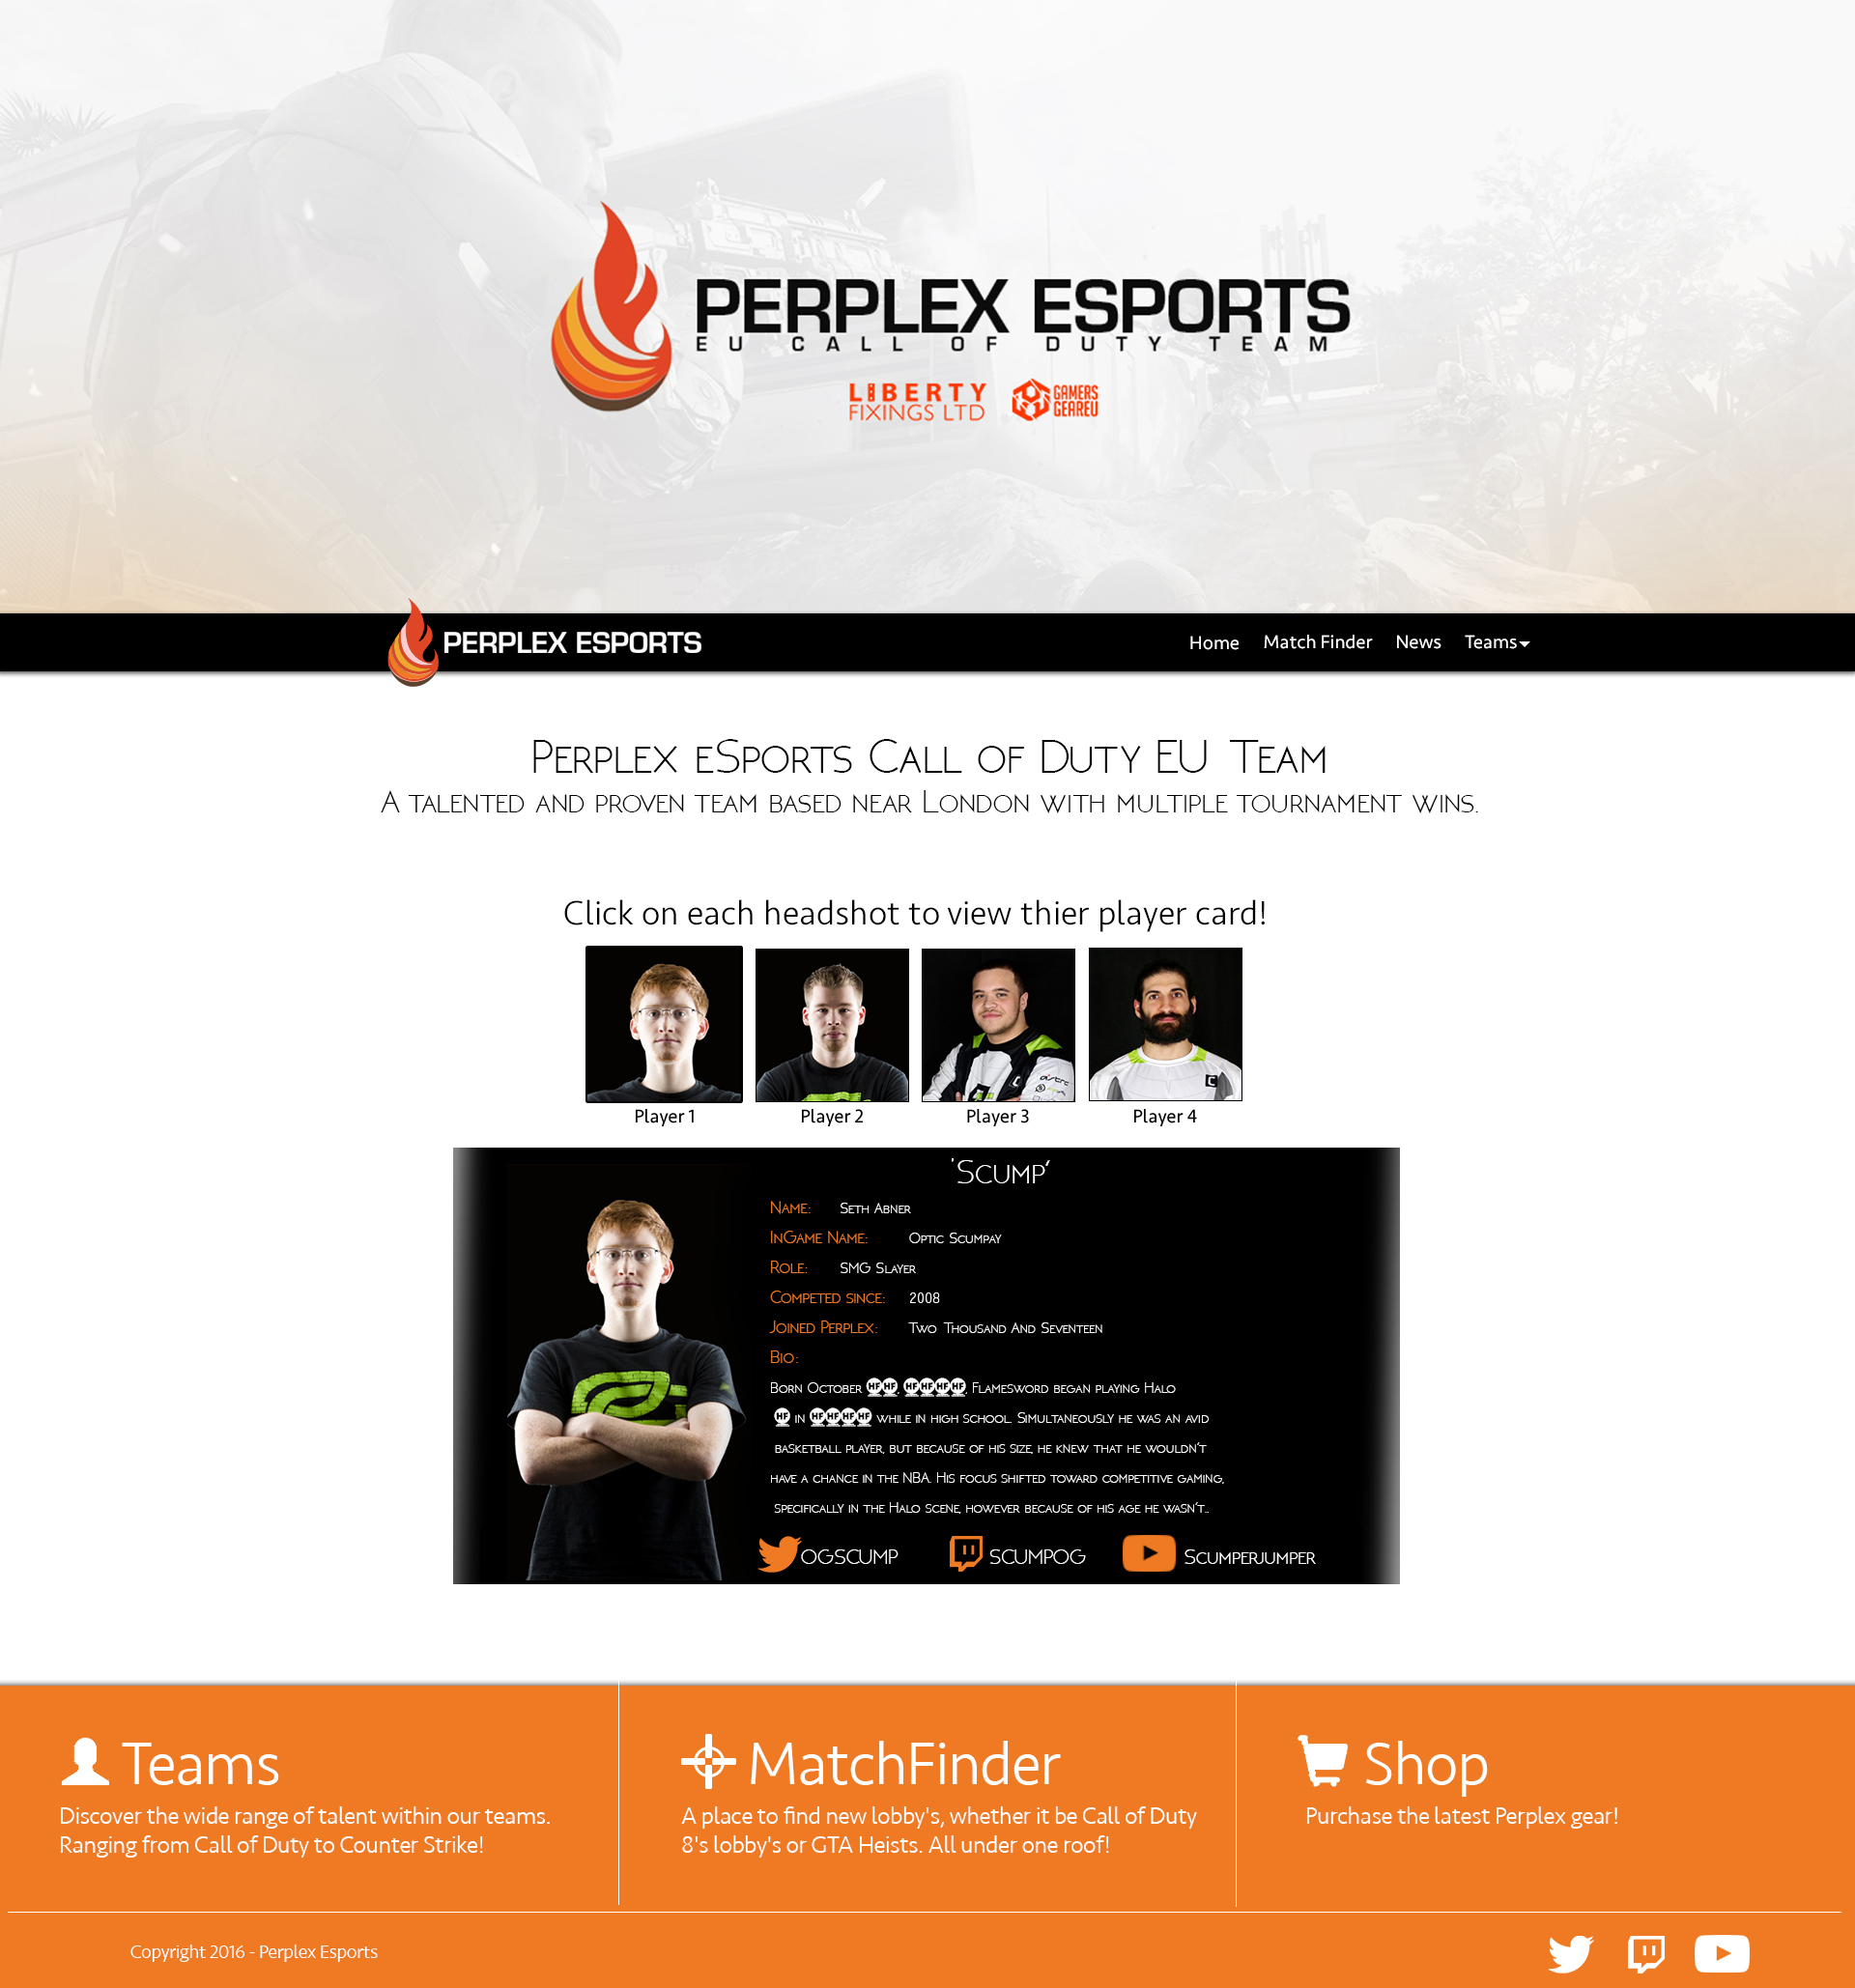 PERPLEX ESPORTS
EU CALL OF DUTY TEAM
LIBERTY
FIXINGS LTD
GAMERS
GEAREU
PERPLEX ESPORTS
Home Match Finder News Teams
Perplex eSports Call of Duty EU Team
A talented and proven team based near London with multiple tournament wins.
Click on each headshot to view thier player card!
Player 1 Player 2 Player 3 Player 4
'Scump'
Name: Seth Abner
InGame Name: Optic Scumpay
Role: SMG Slayer
Competed since: 2008
Joined Perplex: Two Thousand And Seventeen
Bio:
Born October HFHF, HFHFHFHF, Flamesword began playing Halo
HF in HFHFHFHF while in high school. Simultaneously he was an avid
basketball player, but because of his size, he knew that he wouldn't
have a chance in the NBA. His focus shifted toward competitive gaming,
specifically in the Halo scene, however because of his age he wasn't..
OGSCUMP SCUMPOG Scumperjumper
Teams
Discover the wide range of talent within our teams.
Ranging from Call of Duty to Counter Strike!
MatchFinder
A place to find new lobby's, whether it be Call of Duty
8's lobby's or GTA Heists. All under one roof!
Shop
Purchase the latest Perplex gear!
Copyright 2016 - Perplex Esports